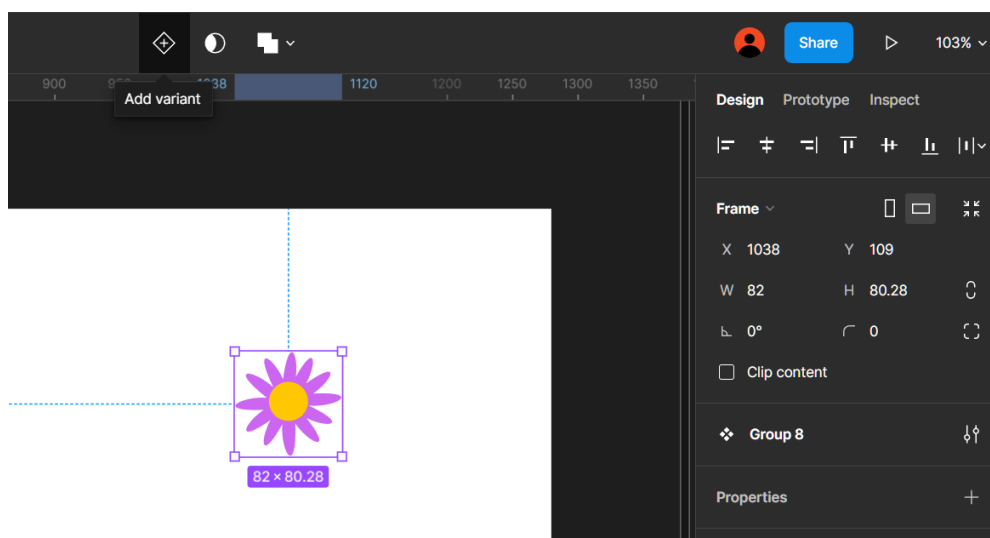 Share
103%
900
1038
1120
1200
1250
1300
1350
Add variant
Design Prototype Inspect
Frame
X 1038 Y 109
W 82 H 80.28
0° 0
Clip content
Group 8
82 × 80.28
Properties